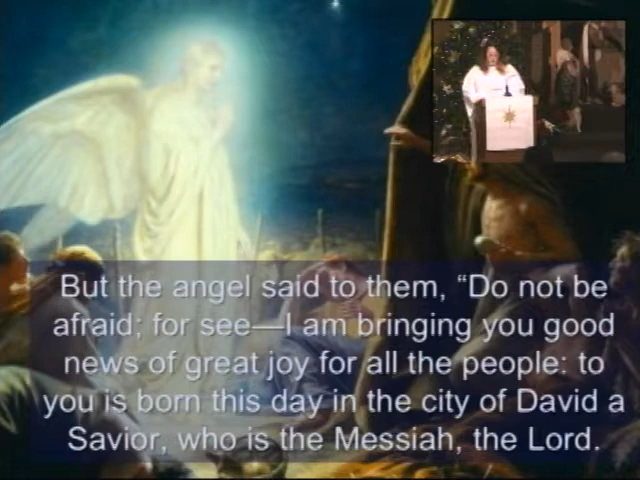 But the angel said to them, “Do not be
afraid; for see—I am bringing you good
news of great joy for all the people: to
you is born this day in the city of David a
Savior, who is the Messiah, the Lord.